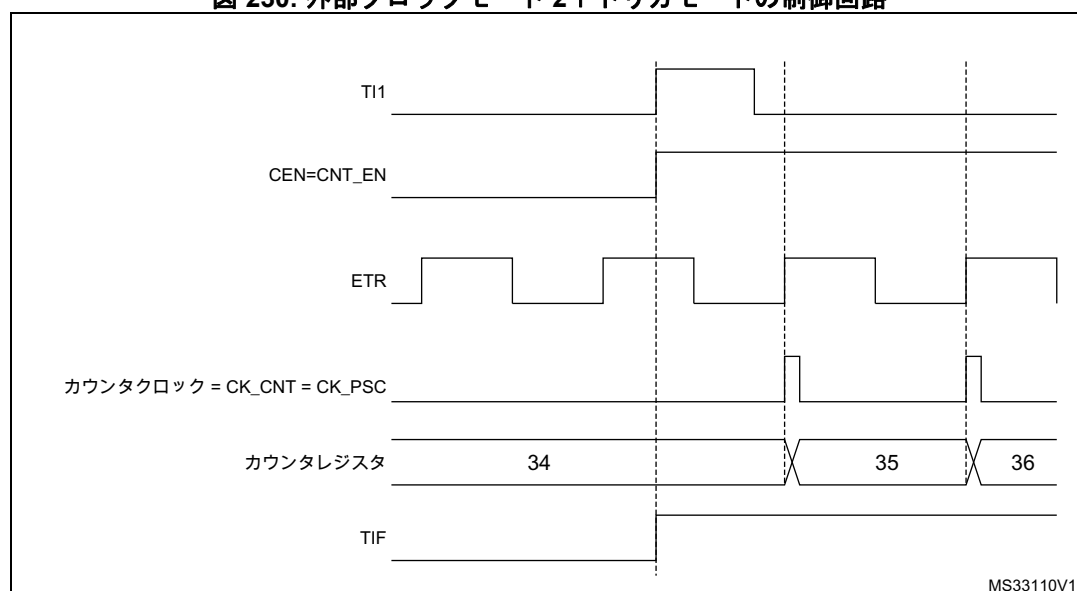 TI1
CEN=CNT_EN
ETR
カウンタクロック = CK_CNT = CK_PSC
カウンタレジスタ
34
35
36
TIF
MS33110V1